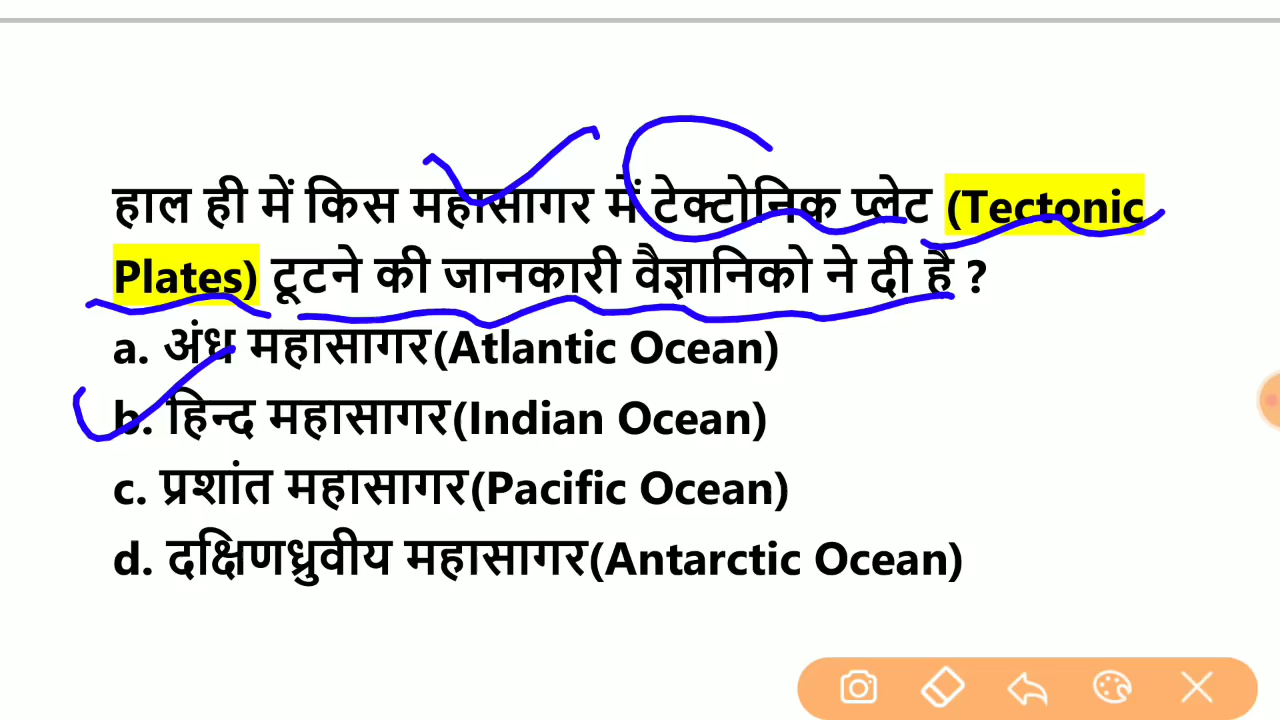 हाल ही में किस महासागर में टेक्टोनिक प्लेट (Tectonic
Plates) टूटने की जानकारी वैज्ञानिको ने दी है ?
a. अंध महासागर(Atlantic Ocean)
b. हिन्द महासागर(Indian Ocean)
c. प्रशांत महासागर(Pacific Ocean)
d. दक्षिणध्रुवीय महासागर(Antarctic Ocean)